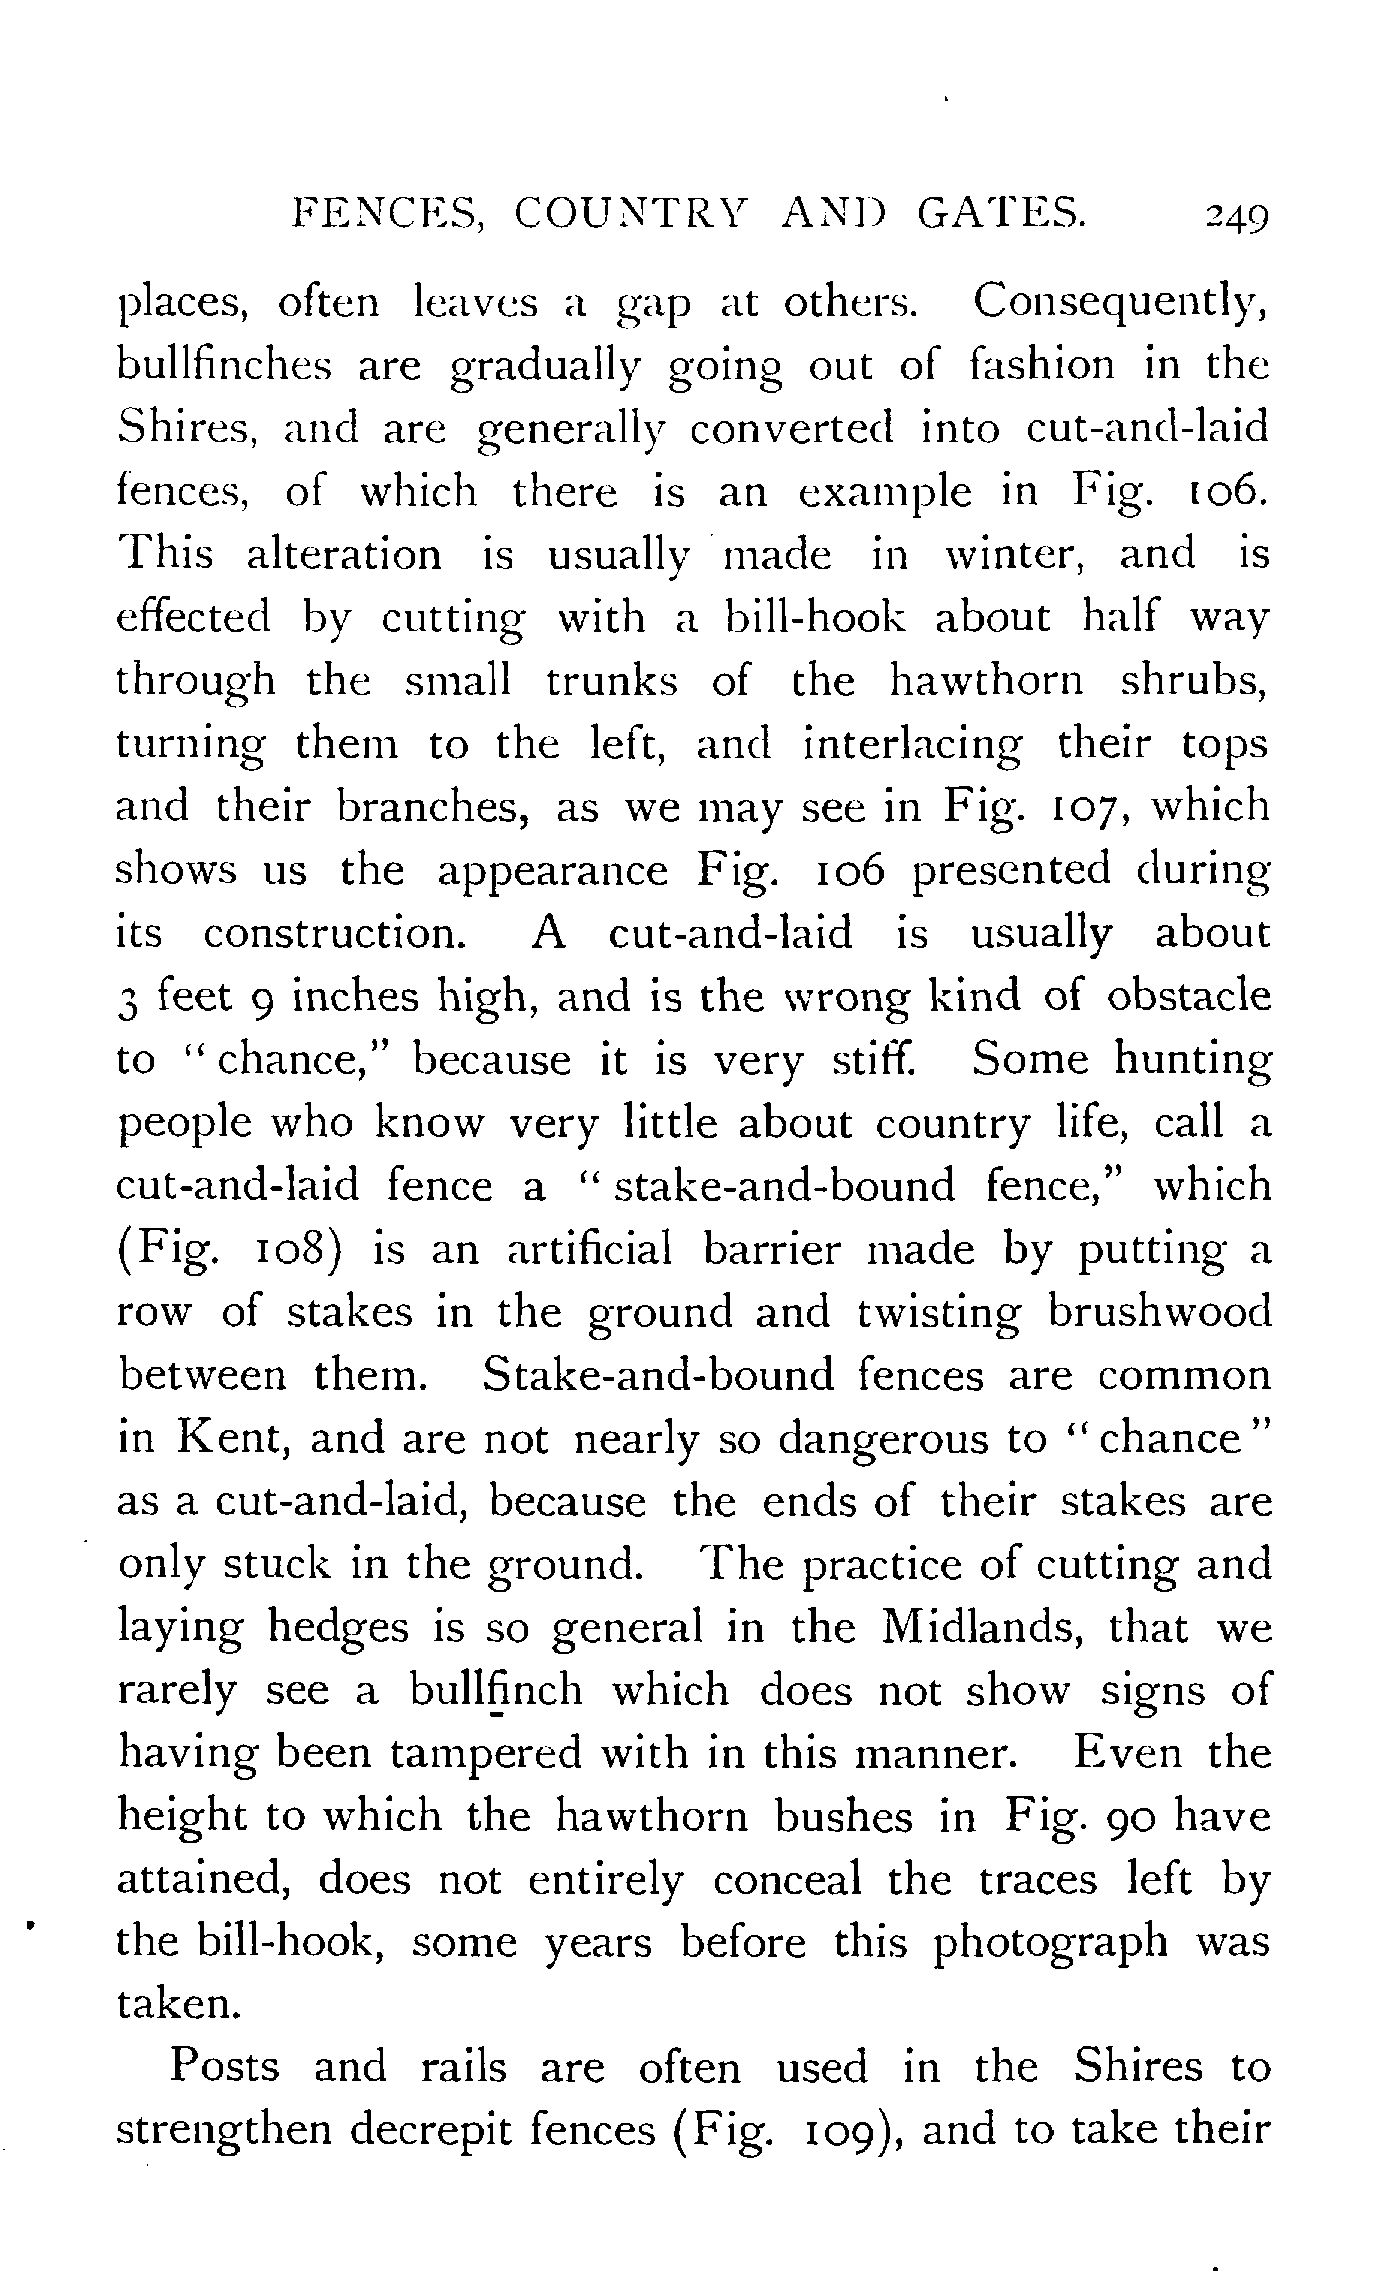 FENCES, COUNTRY AND GATES. 249
places, often leaves a gap at others. Consequently,
bullfinches are gradually going out of fashion in the
Shires, and are generally converted into cut-and-laid
fences, of which there is an example in Fig. 106.
This alteration is usually made in winter, and is
effected by cutting with a bill-hook about half way
through the small trunks of the hawthorn shrubs,
turning them to the left, and interlacing their tops
and their branches, as we may see in Fig. 107, which
shows us the appearance Fig. 106 presented during
its construction. A cut-and-laid is usually about
3 feet 9 inches high, and is the wrong kind of obstacle
to “ chance,” because it is very stiff. Some hunting
people who know very little about country life, call a
cut-and-laid fence a “ stake-and-bound fence,” which
(Fig. 108) is an artificial barrier made by putting a
row of stakes in the ground and twisting brushwood
between them. Stake-and-bound fences are common
in Kent, and are not nearly so dangerous to “ chance ”
as a cut-and-laid, because the ends of their stakes are
only stuck in the ground. The practice of cutting and
laying hedges is so general in the Midlands, that we
rarely see a bullfinch which does not show signs of
having been tampered with in this manner. Even the
height to which the hawthorn bushes in Fig. 90 have
attained, does not entirely conceal the traces left by
the bill-hook, some years before this photograph was
taken.
Posts and rails are often used in the Shires to
strengthen decrepit fences (Fig. 109), and to take their